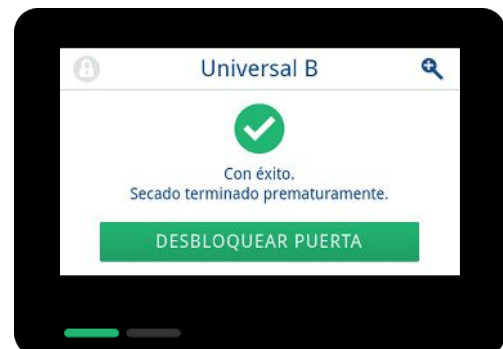 Universal B
Con éxito.
Secado terminado prematuramente.
DESBLOQUEAR PUERTA